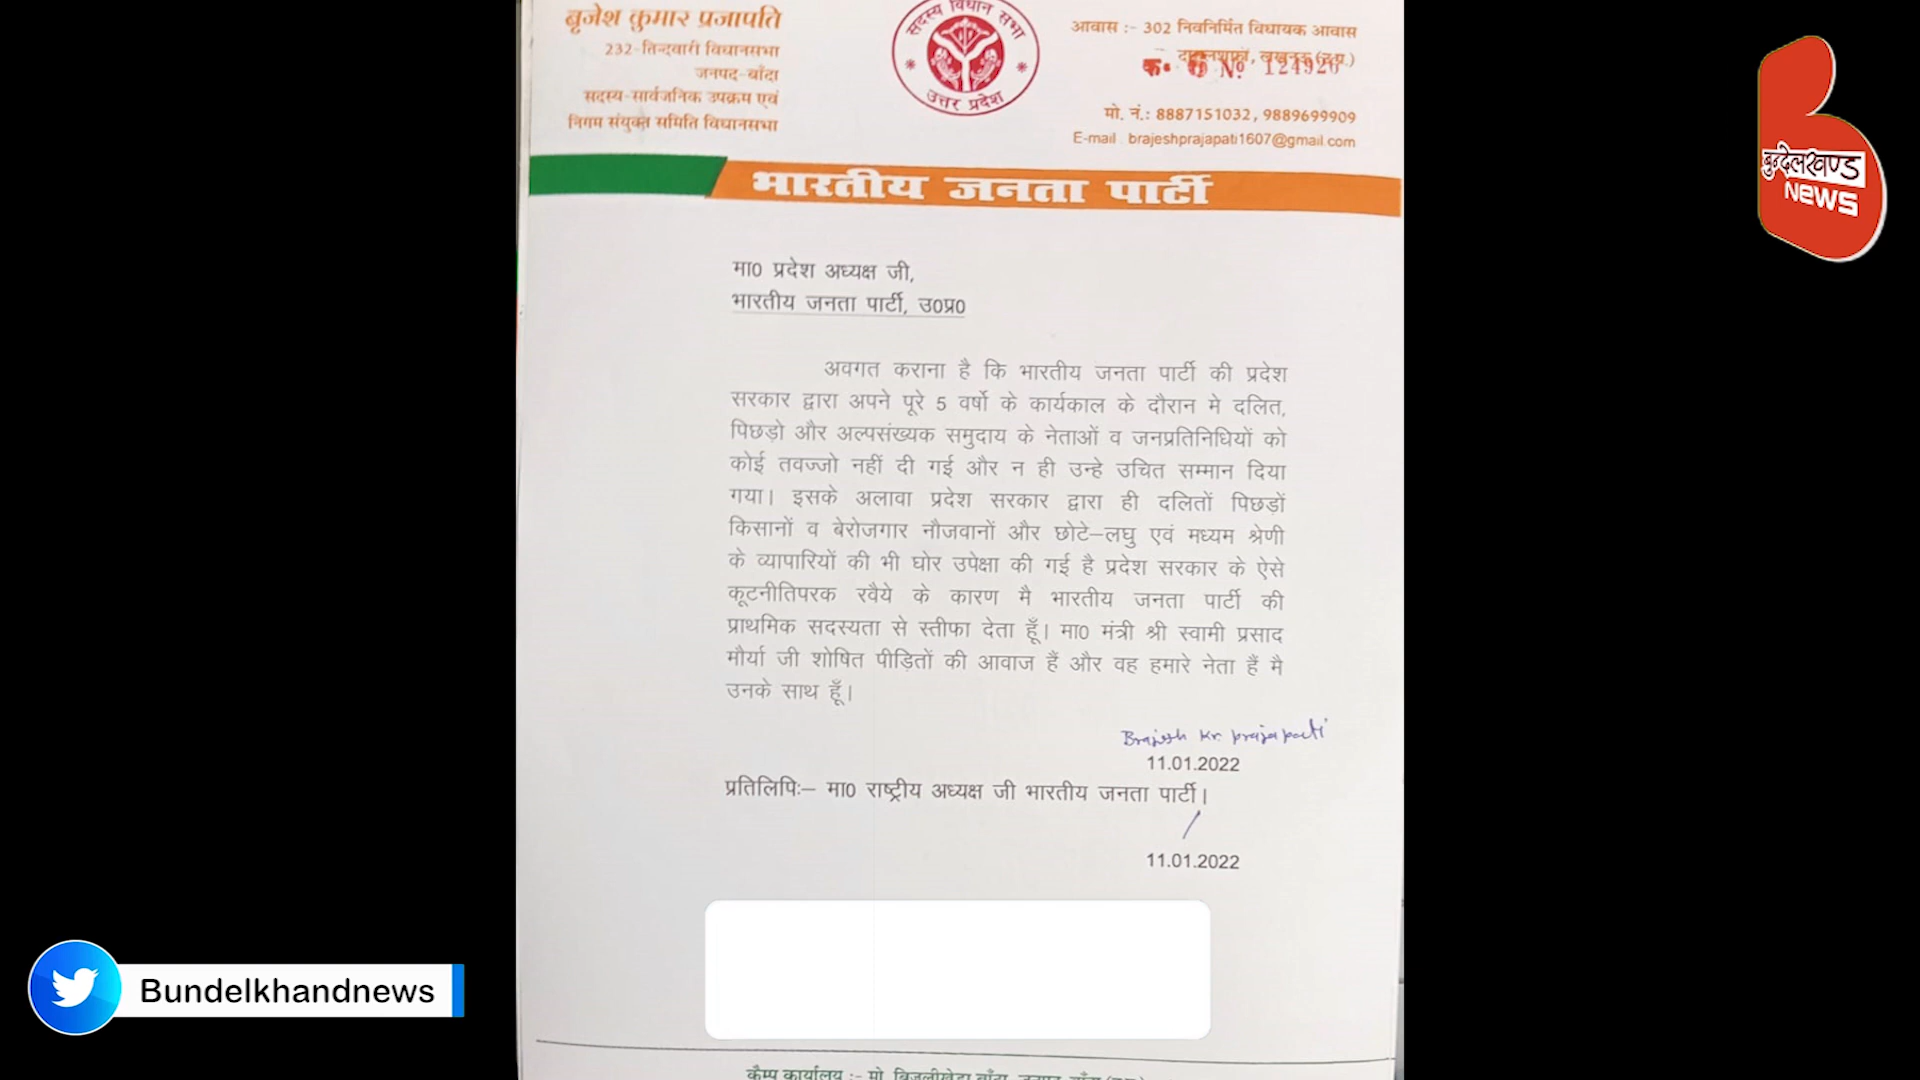 बृजेश कुमार प्रजापति
232-तिन्दवारी विधानसभा
जनपद-बाँदा
सदस्य-सार्वजनिक उपक्रम एवं
निगम संयुक्त समिति विधानसभा
सदस्य विधान सभा
उत्तर प्रदेश
आवास :- 302 निवनिर्मित विधायक आवास
लखनऊ (उ.प्र.)
No 124926
मो. नं.: 8887151032, 9889699909
E-mail brajeshprajapati1607@gmail.com
भारतीय जनता पार्टी
बुन्देलखण्ड
NEWS
मा0 प्रदेश अध्यक्ष जी,
भारतीय जनता पार्टी, उ0प्र0
अवगत कराना है कि भारतीय जनता पार्टी की प्रदेश
सरकार द्वारा अपने पूरे 5 वर्षो के कार्यकाल के दौरान मे दलित,
पिछड़ो और अल्पसंख्यक समुदाय के नेताओं व जनप्रतिनिधियों को
कोई तवज्जो नहीं दी गई और न ही उन्हे उचित सम्मान दिया
गया। इसके अलावा प्रदेश सरकार द्वारा ही दलितों पिछड़ों
किसानों व बेरोजगार नौजवानों और छोटे–लघु एवं मध्यम श्रेणी
के व्यापारियों की भी घोर उपेक्षा की गई है प्रदेश सरकार के ऐसे
कूटनीतिपरक रवैये के कारण मै भारतीय जनता पार्टी की
प्राथमिक सदस्यता से स्तीफा देता हूँ। मा0 मंत्री श्री स्वामी प्रसाद
मौर्या जी शोषित पीड़ितों की आवाज हैं और वह हमारे नेता हैं मै
उनके साथ हूँ।
Brajesh Kr. Prajapati
11.01.2022
प्रतिलिपिः– मा0 राष्ट्रीय अध्यक्ष जी भारतीय जनता पार्टी।
11.01.2022
Bundelkhandnews
कैम्प कार्यालय :- मो. बिजलीखेड़ा बाँदा,